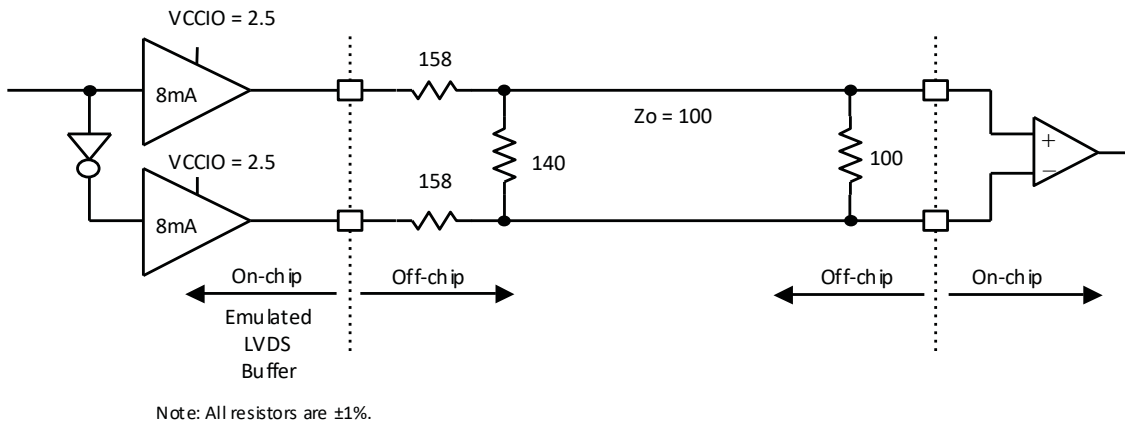 VCCIO = 2.5
158
8mA
Zo = 100
VCCIO = 2.5
140
100
+
158
−
8mA
On-chip
Off-chip
Off-chip
On-chip
Emulated
LVDS
Buffer
Note: All resistors are ±1%.